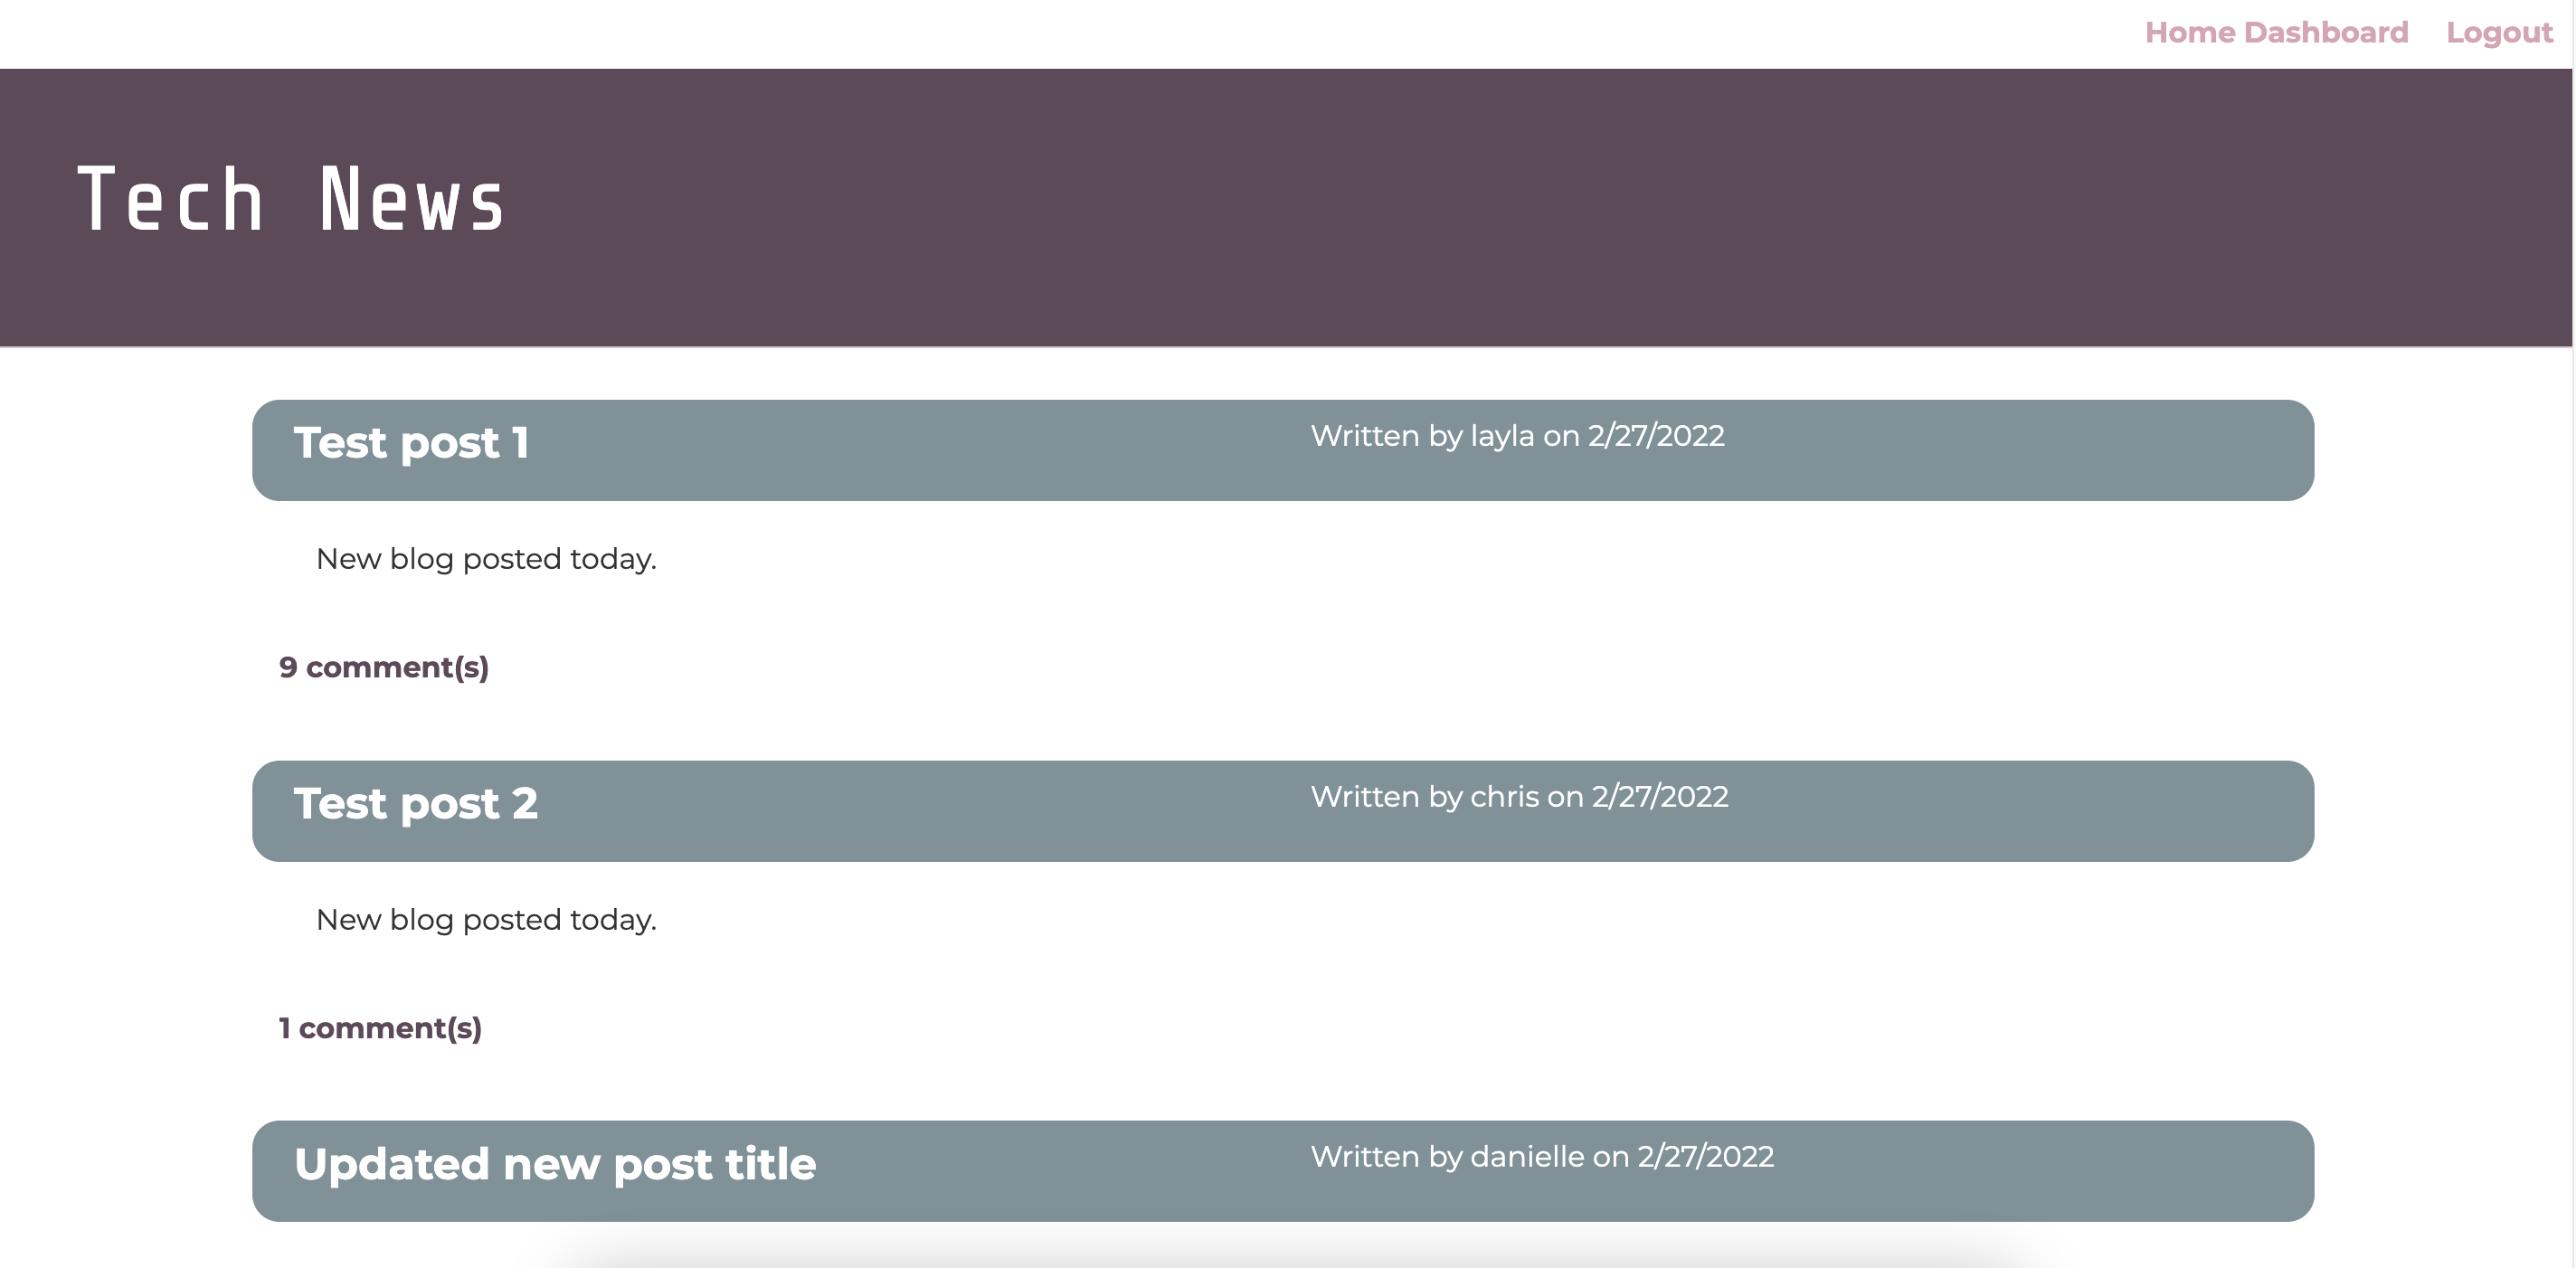 Home Dashboard Logout
Tech News
Test post 1 Written by layla on 2/27/2022
New blog posted today.
9 comment(s)
Test post 2 Written by chris on 2/27/2022
New blog posted today.
1 comment(s)
Updated new post title Written by danielle on 2/27/2022